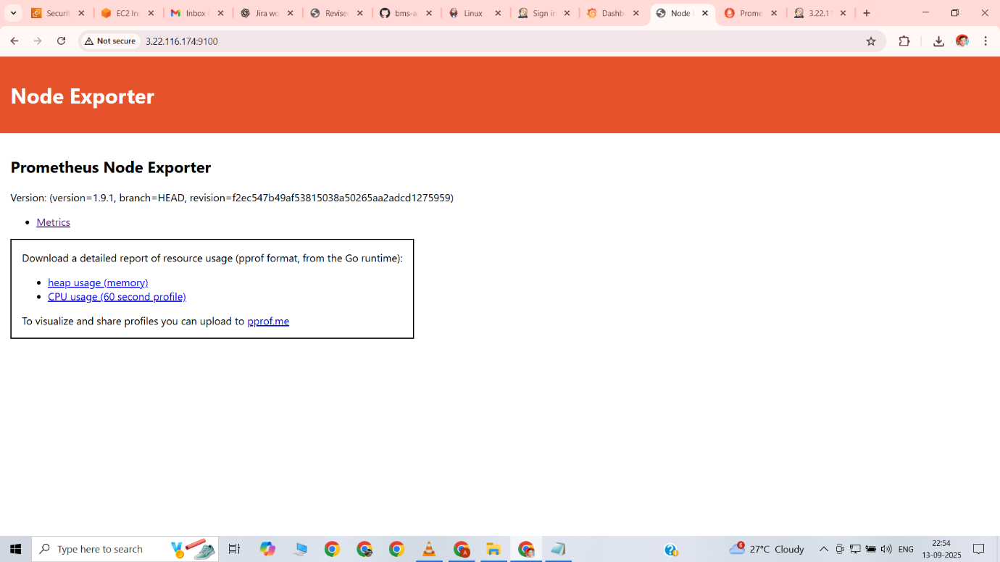 Securit
EC2 Ins
Inbox (
Jira wo
Revised
bms-a
Linux
Sign in
Dashb
Node
Prome
3.22.11
Not secure
3.22.116.174:9100
Node Exporter
Prometheus Node Exporter
Version: (version=1.9.1, branch=HEAD, revision=f2ec547b49af53815038a50265aa2adcd1275959)
Metrics
Download a detailed report of resource usage (pprof format, from the Go runtime):
heap usage (memory)
CPU usage (60 second profile)
To visualize and share profiles you can upload to pprof.me
Type here to search
6
27°C Cloudy
ENG
22:54
13-09-2025